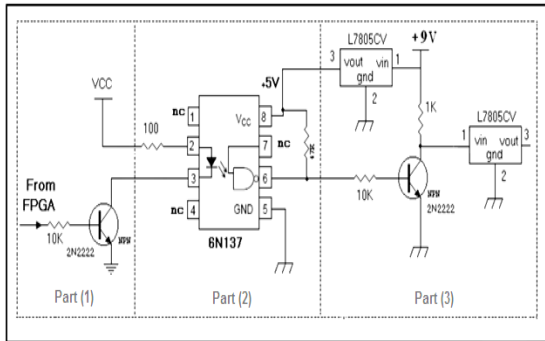 L7805CV
+9V
3 vout vin 1
gnd
2
+5V
VCC
nc 1
Vcc 8
1K
L7805CV
100
7 nc
2
1 vin vout 3
gnd
2
From
FPGA
3
6
10K
NPN
2N2222
nc 4
GND 5
10K
NPN
2N2222
6N137
Part (1)
Part (2)
Part (3)